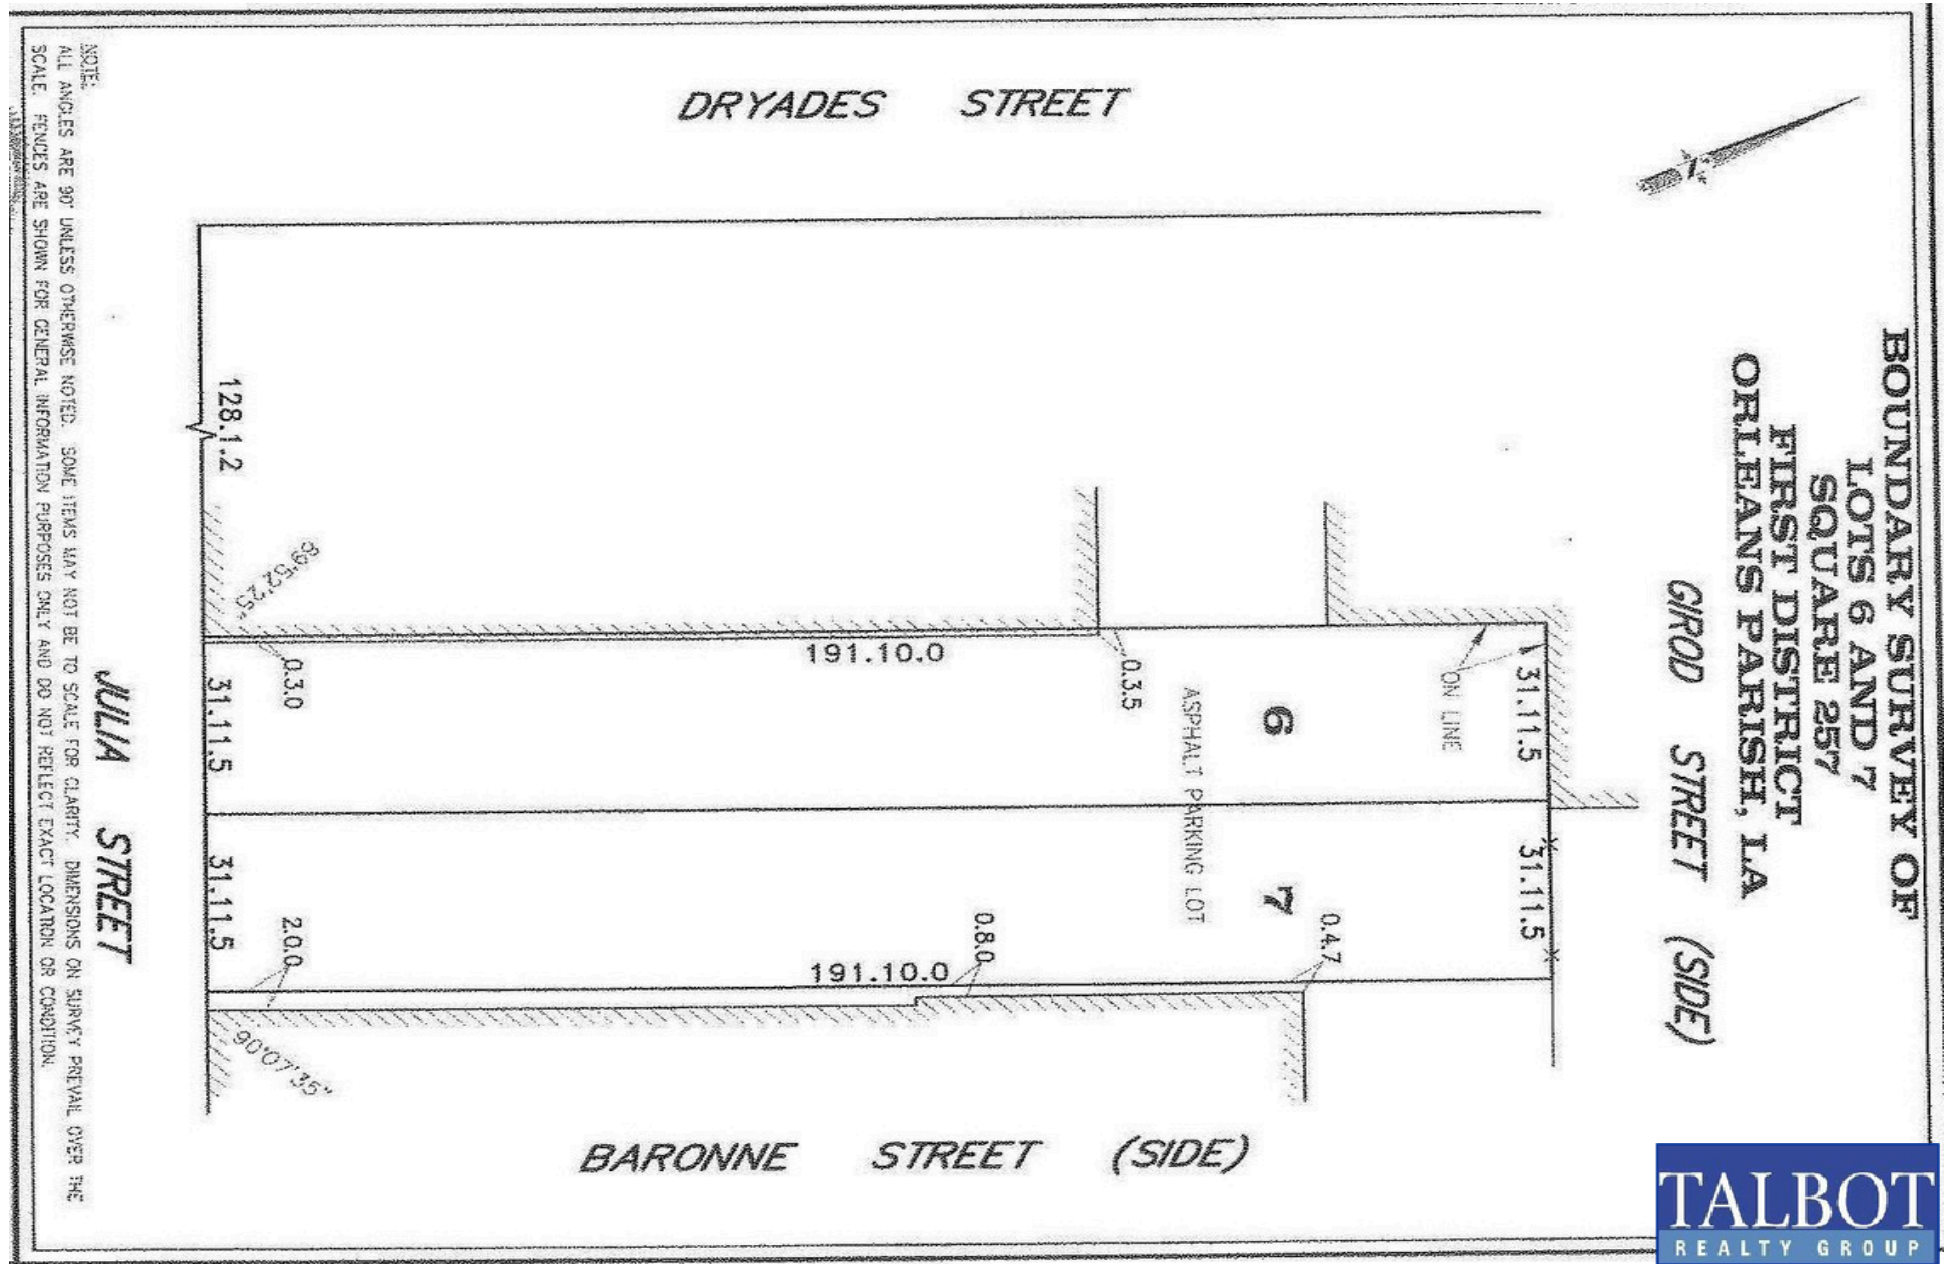 DRYADES STREET
BOUNDARY SURVEY OF
LOTS 6 AND 7
SQUARE 257
FIRST DISTRICT
ORLEANS PARISH, LA
GIROD STREET (SIDE)
128.1.2
0.3.0
191.10.0
0.3.5
ON LINE
31.11.5
31.11.5
6
ASPHALT PARKING LOT
7
31.11.5
31.11.5
2.0.0
191.10.0
0.8.0
0.4.7
90°07'35"
JULIA STREET
BARONNE STREET (SIDE)
NOTE:
ALL ANGLES ARE 90° UNLESS OTHERWISE NOTED. SOME ITEMS MAY NOT BE TO SCALE FOR CLARITY. DIMENSIONS ON SURVEY PREVAIL OVER THE
SCALE. FENCES ARE SHOWN FOR GENERAL INFORMATION PURPOSES ONLY AND DO NOT REFLECT EXACT LOCATION OR CONDITION.
TALBOT
REALTY GROUP